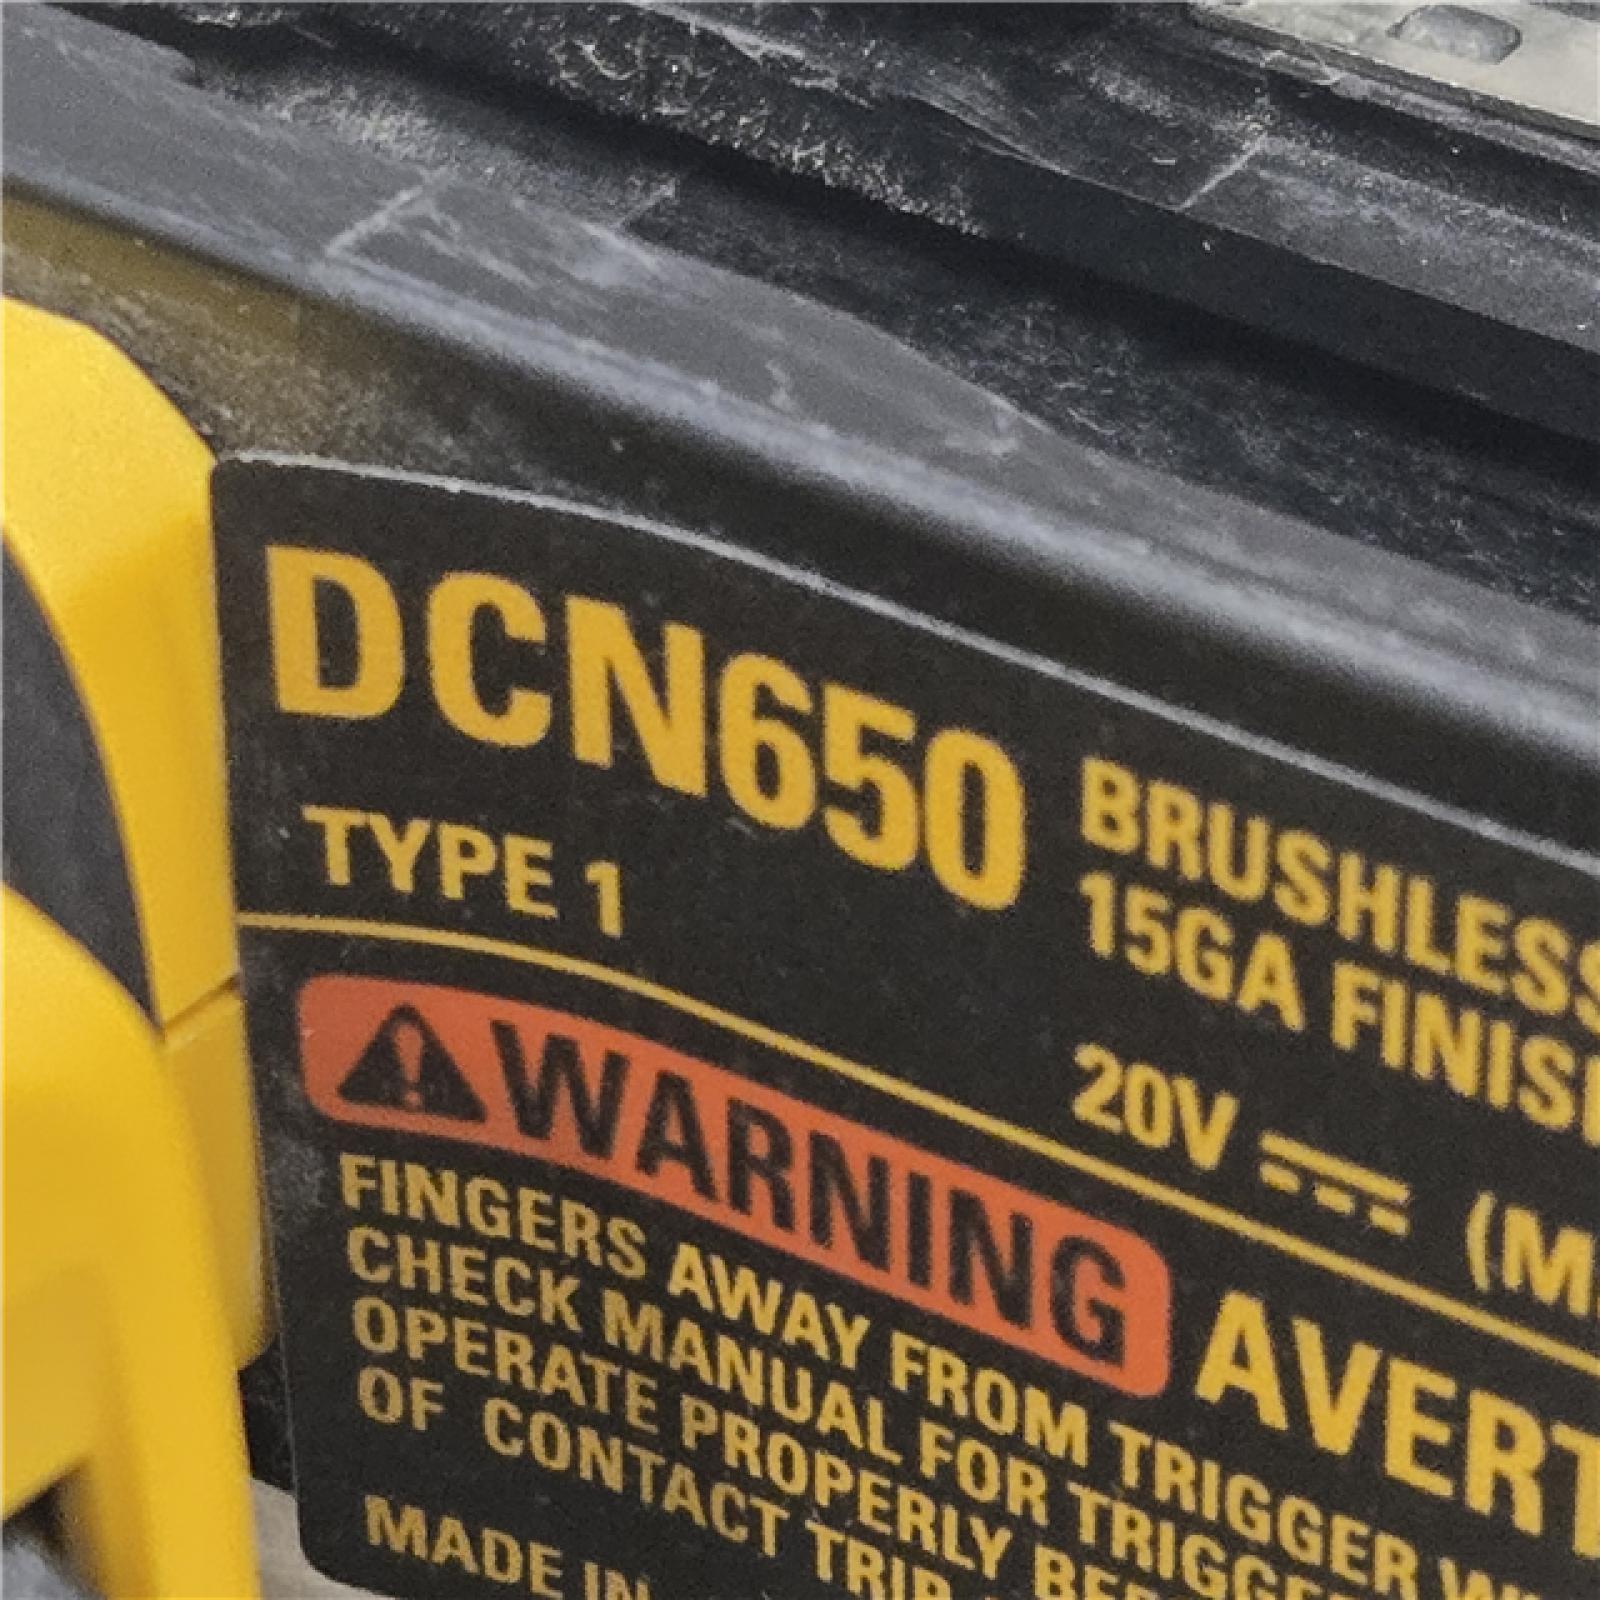 DCN650 BRUSHLESS
TYPE 1 15GA FINISH
20V ⎓ (M
WARNING AVERT
FINGERS AWAY FROM TRIGGER
CHECK MANUAL FOR TRIGGER
OPERATE PROPERLY
OF CONTACT TRIP
MADE IN